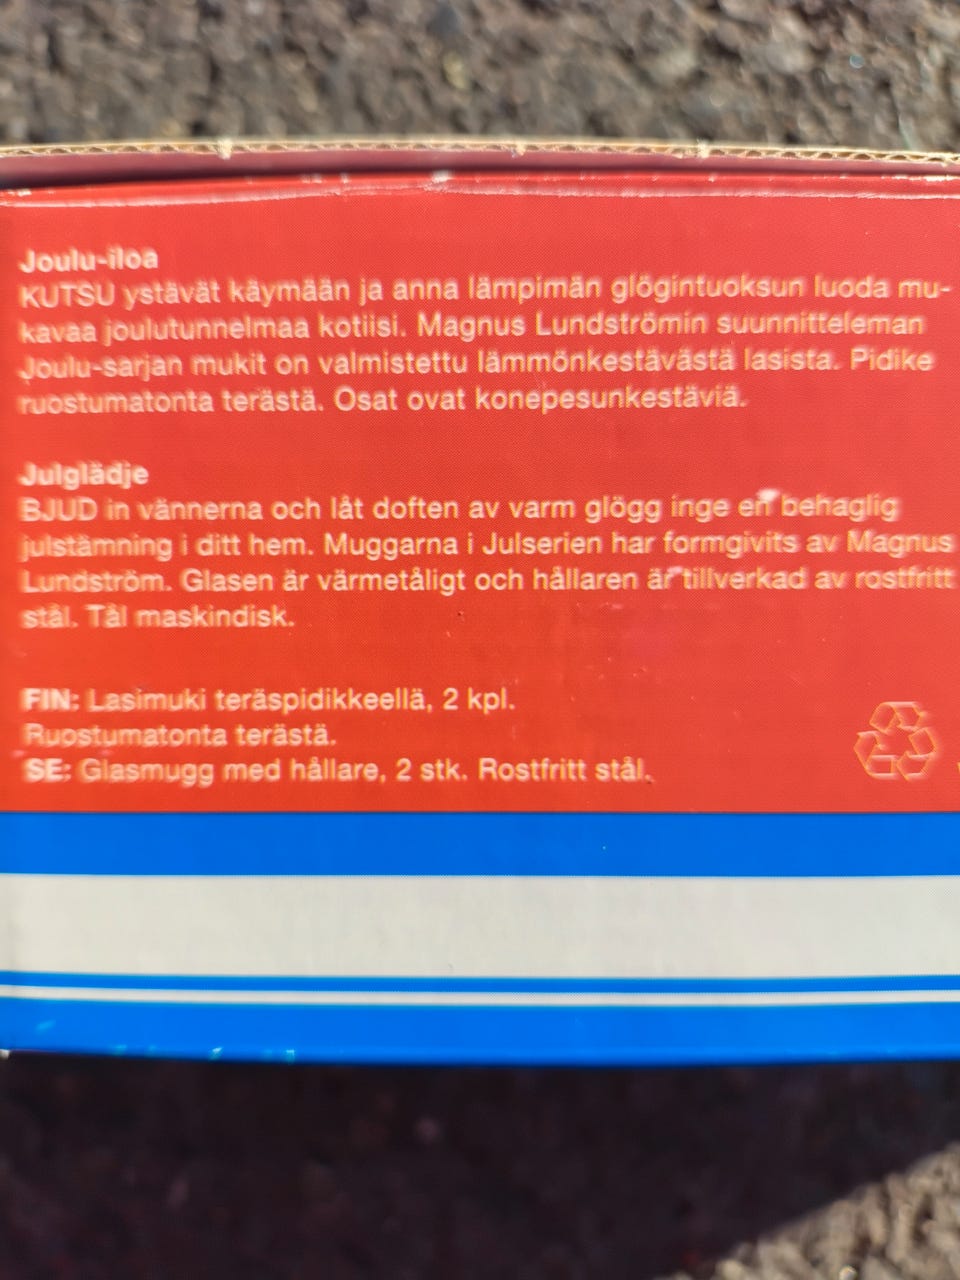 Joulu-iloa
KUTSU ystävät käymään ja anna lämpimän glögintuoksun luoda mu-
kavaa joulutunnelmaa kotiisi. Magnus Lundströmin suunnitteleman
Joulu-sarjan mukit on valmistettu lämmönkestävästä lasista. Pidike
ruostumatonta terästä. Osat ovat konepesunkestäviä.
Julglädje
BJUD in vännerna och låt doften av varm glögg inge en behaglig
julstämning i ditt hem. Muggarna i Julserien har formgivits av Magnus
Lundström. Glasen är värmetåligt och hållaren är tillverkad av rostfritt
stål. Tål maskindisk.
FIN: Lasimuki teräspidikkeellä, 2 kpl.
Ruostumatonta terästä.
SE: Glasmugg med hållare, 2 stk. Rostfritt stål.